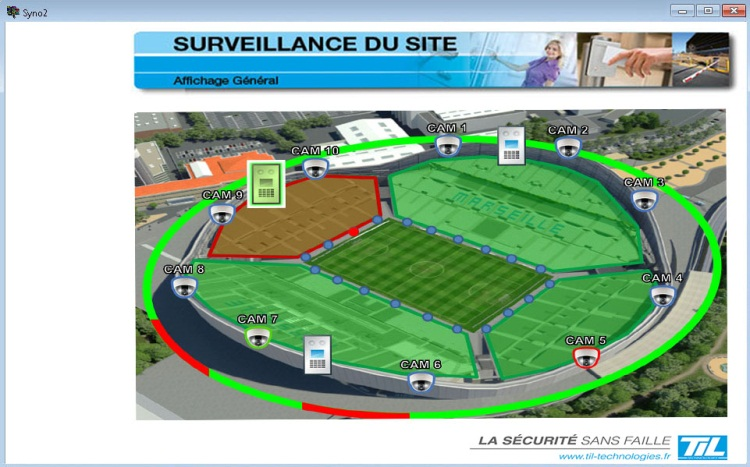 Syno2
SURVEILLANCE DU SITE
Affichage Général
CAM 1
CAM 2
CAM 10
CAM 3
CAM 9
MARSEILLE
CAM 8
CAM 4
CAM 7
CAM 5
CAM 6
LA SÉCURITÉ SANS FAILLE
TIL
www.til-technologies.fr